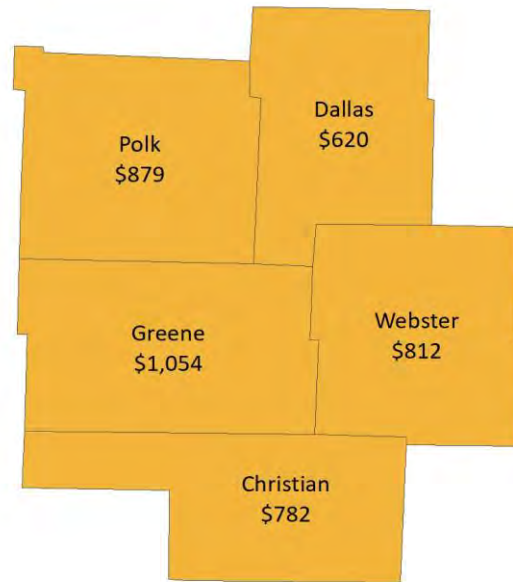 Dallas
$620
Polk
$879
Webster
$812
Greene
$1,054
Christian
$782